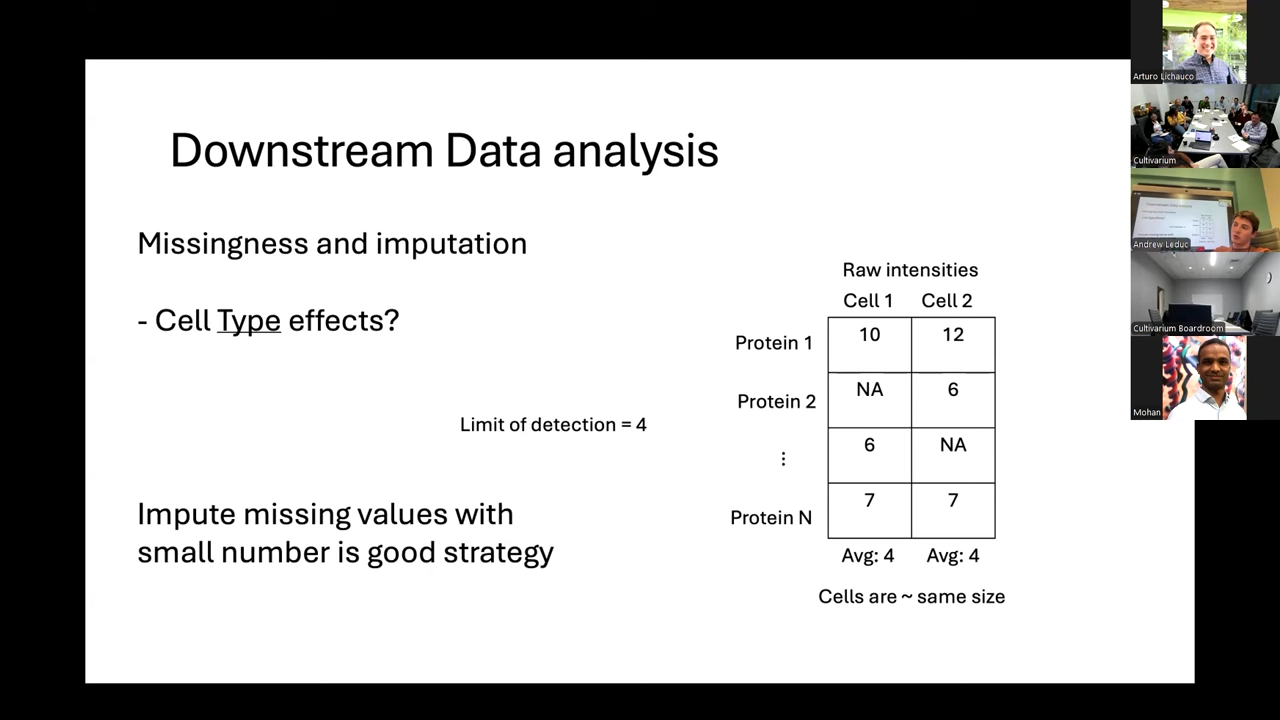 Downstream Data analysis
Missingness and imputation
- Cell Type effects?
Limit of detection = 4
Impute missing values with
small number is good strategy
Raw intensities
Cell 1 Cell 2
Protein 1 10 12
Protein 2 NA 6
⋮ 6 NA
Protein N 7 7
Avg: 4 Avg: 4
Cells are ~ same size
Arturo Lichauco
Cultivarium
Downstream Data analysis
Andrew Leduc
Cultivarium Boardroom
Mohan